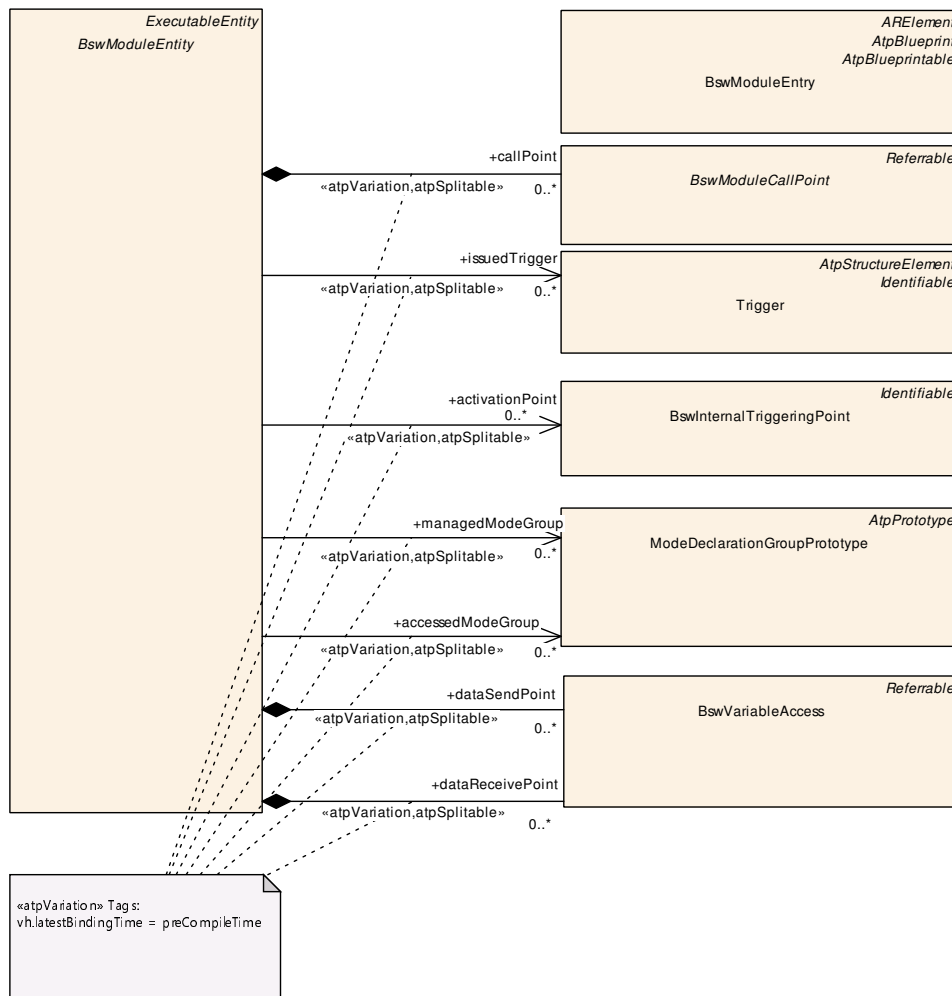 ExecutableEntity
BswModuleEntity
ARElement
AtpBlueprint
AtpBlueprintable
BswModuleEntry
+callPoint
«atpVariation,atpSplitable»
0..*
Referrable
BswModuleCallPoint
+issuedTrigger
«atpVariation,atpSplitable»
0..*
AtpStructureElement
Identifiable
Trigger
+activationPoint
0..*
«atpVariation,atpSplitable»
Identifiable
BswInternalTriggeringPoint
+managedModeGroup
«atpVariation,atpSplitable»
0..*
AtpPrototype
ModeDeclarationGroupPrototype
+accessedModeGroup
«atpVariation,atpSplitable»
0..*
+dataSendPoint
«atpVariation,atpSplitable»
0..*
Referrable
BswVariableAccess
+dataReceivePoint
«atpVariation,atpSplitable»
0..*
«atpVariation» Tags:
vh.latestBindingTime = preCompileTime